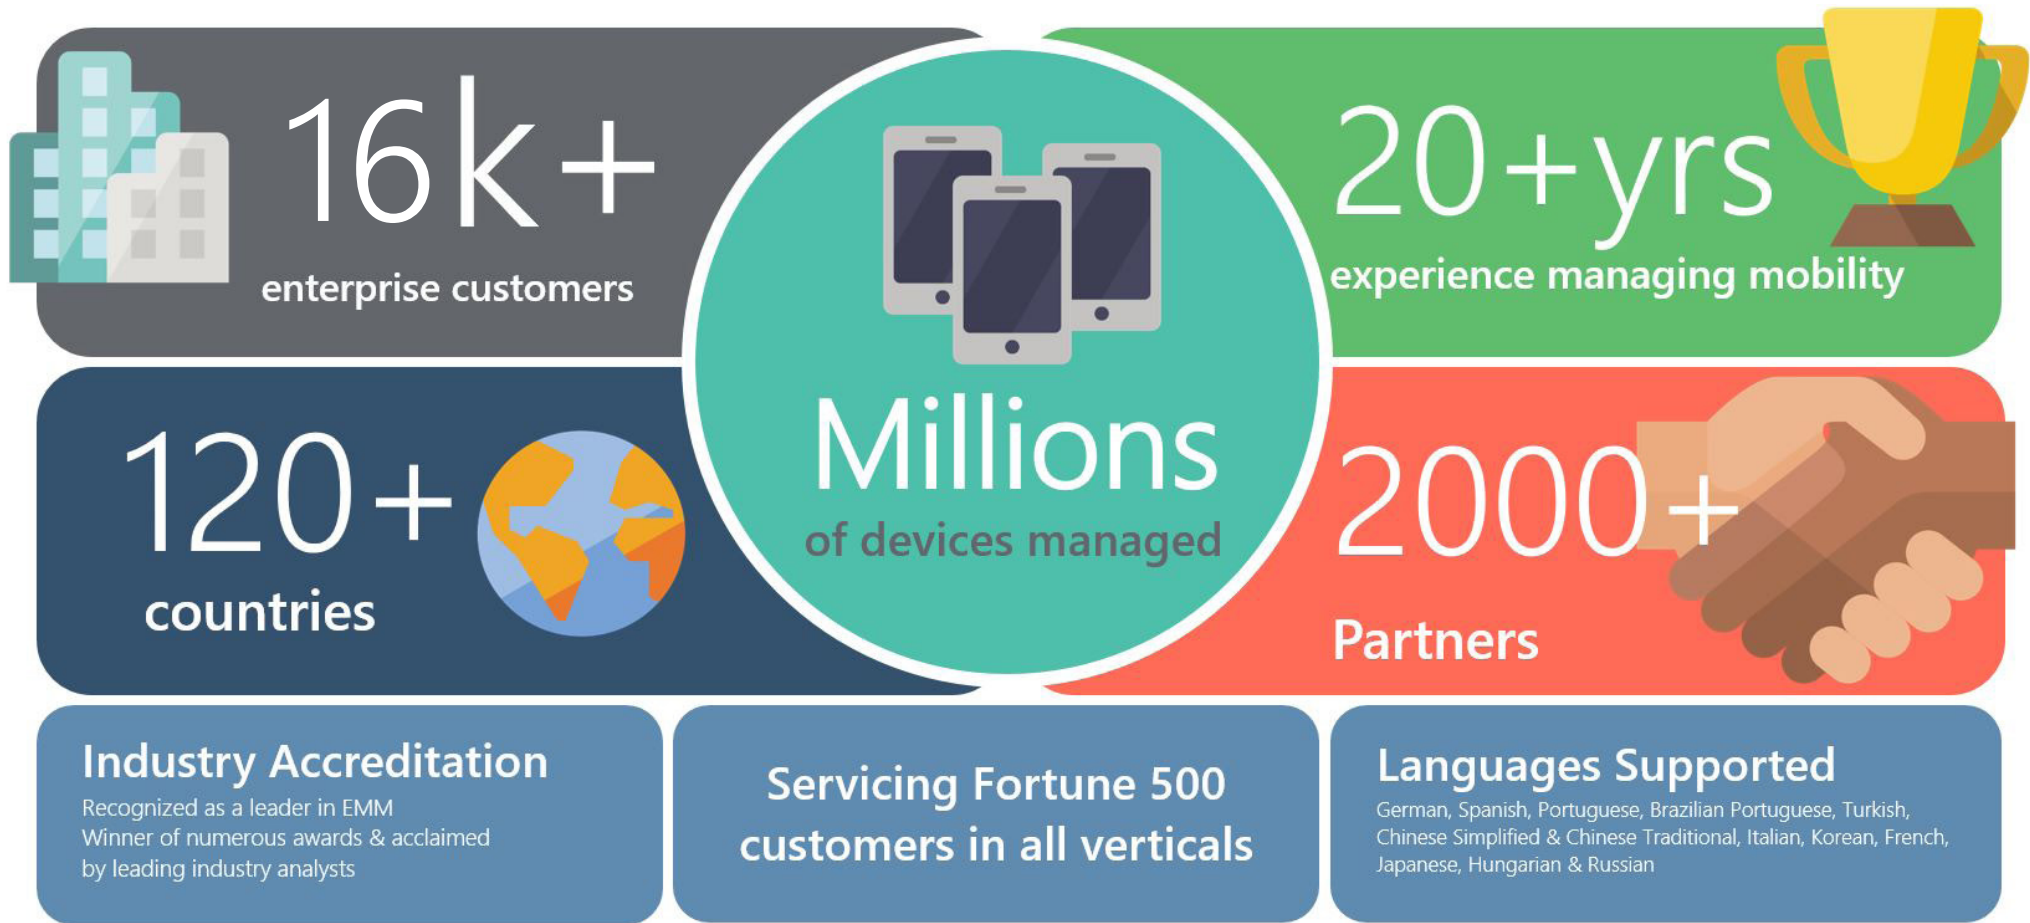 16k+
enterprise customers
20+yrs
experience managing mobility
Millions
of devices managed
120+
countries
2000+
Partners
Industry Accreditation
Recognized as a leader in EMM
Winner of numerous awards & acclaimed
by leading industry analysts
Servicing Fortune 500
customers in all verticals
Languages Supported
German, Spanish, Portuguese, Brazilian Portuguese, Turkish,
Chinese Simplified & Chinese Traditional, Italian, Korean, French,
Japanese, Hungarian & Russian